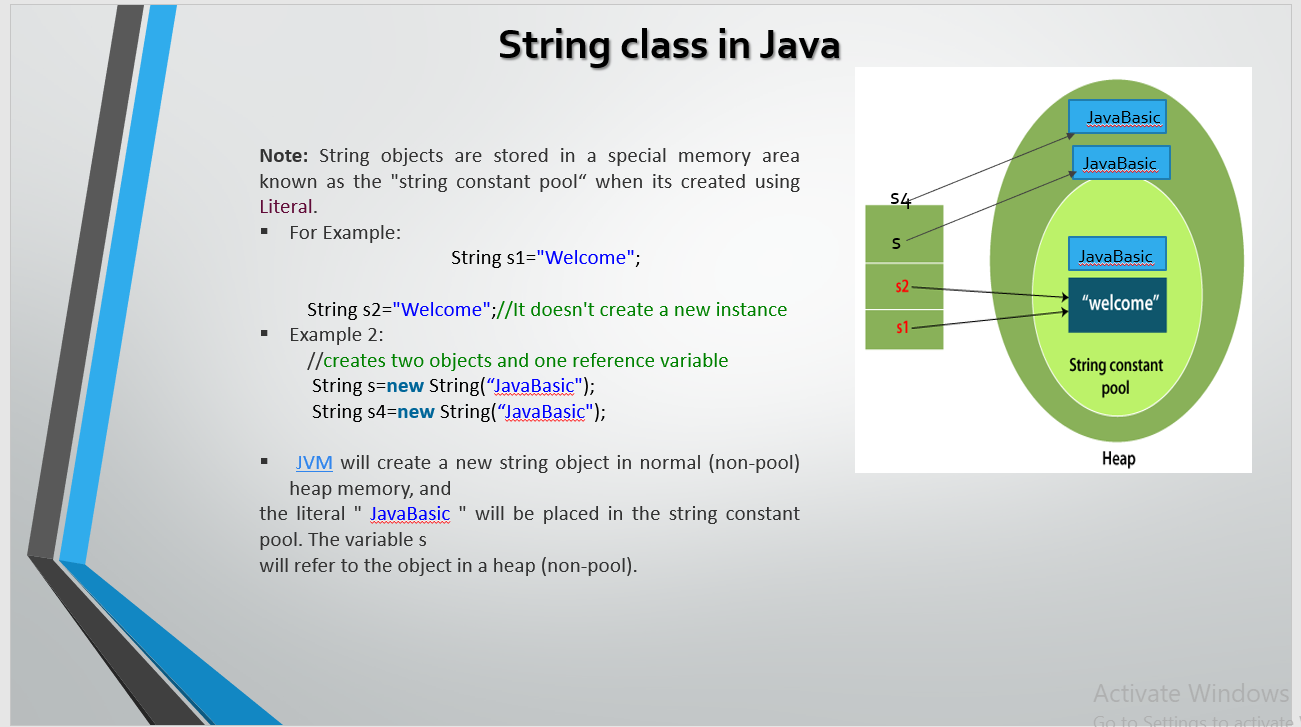 String class in Java
Note: String objects are stored in a special memory area
known as the "string constant pool“ when its created using
Literal.
▪ For Example:
String s1="Welcome";
String s2="Welcome";//It doesn't create a new instance
▪ Example 2:
//creates two objects and one reference variable
String s=new String(“JavaBasic");
String s4=new String(“JavaBasic");
▪ JVM will create a new string object in normal (non-pool)
heap memory, and
the literal " JavaBasic " will be placed in the string constant
pool. The variable s
will refer to the object in a heap (non-pool).
JavaBasic
JavaBasic
s4
s
JavaBasic
s2
“welcome”
s1
String constant
pool
Heap
Activate Windows
Go to Settings to activate